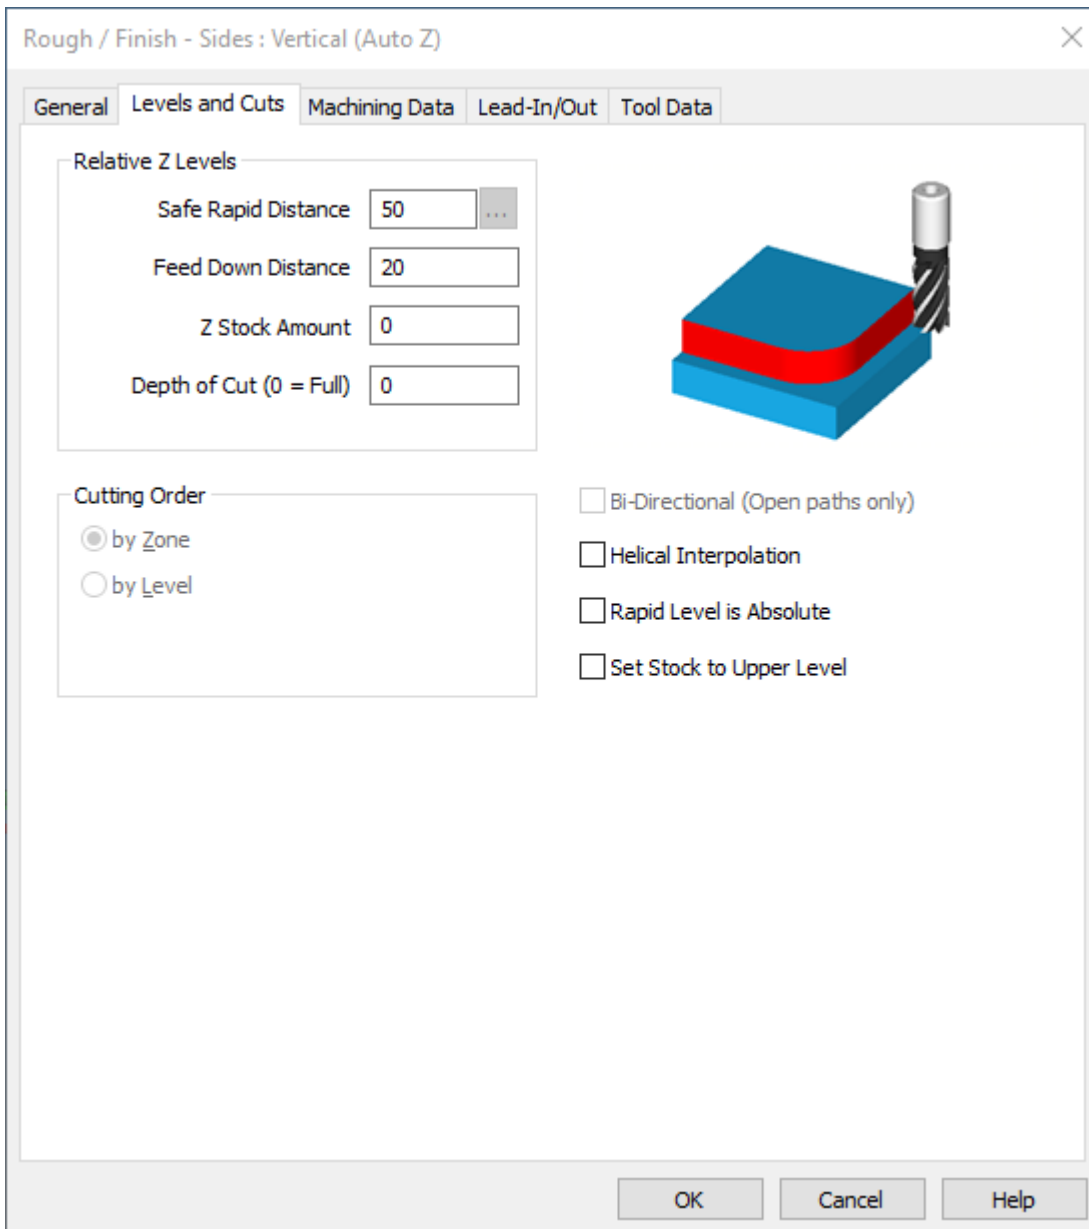 Rough / Finish - Sides : Vertical (Auto Z)
General Levels and Cuts Machining Data Lead-In/Out Tool Data
Relative Z Levels
Safe Rapid Distance 50 ...
Feed Down Distance 20
Z Stock Amount 0
Depth of Cut (0 = Full) 0
Cutting Order
by Zone
by Level
Bi-Directional (Open paths only)
Helical Interpolation
Rapid Level is Absolute
Set Stock to Upper Level
OK Cancel Help